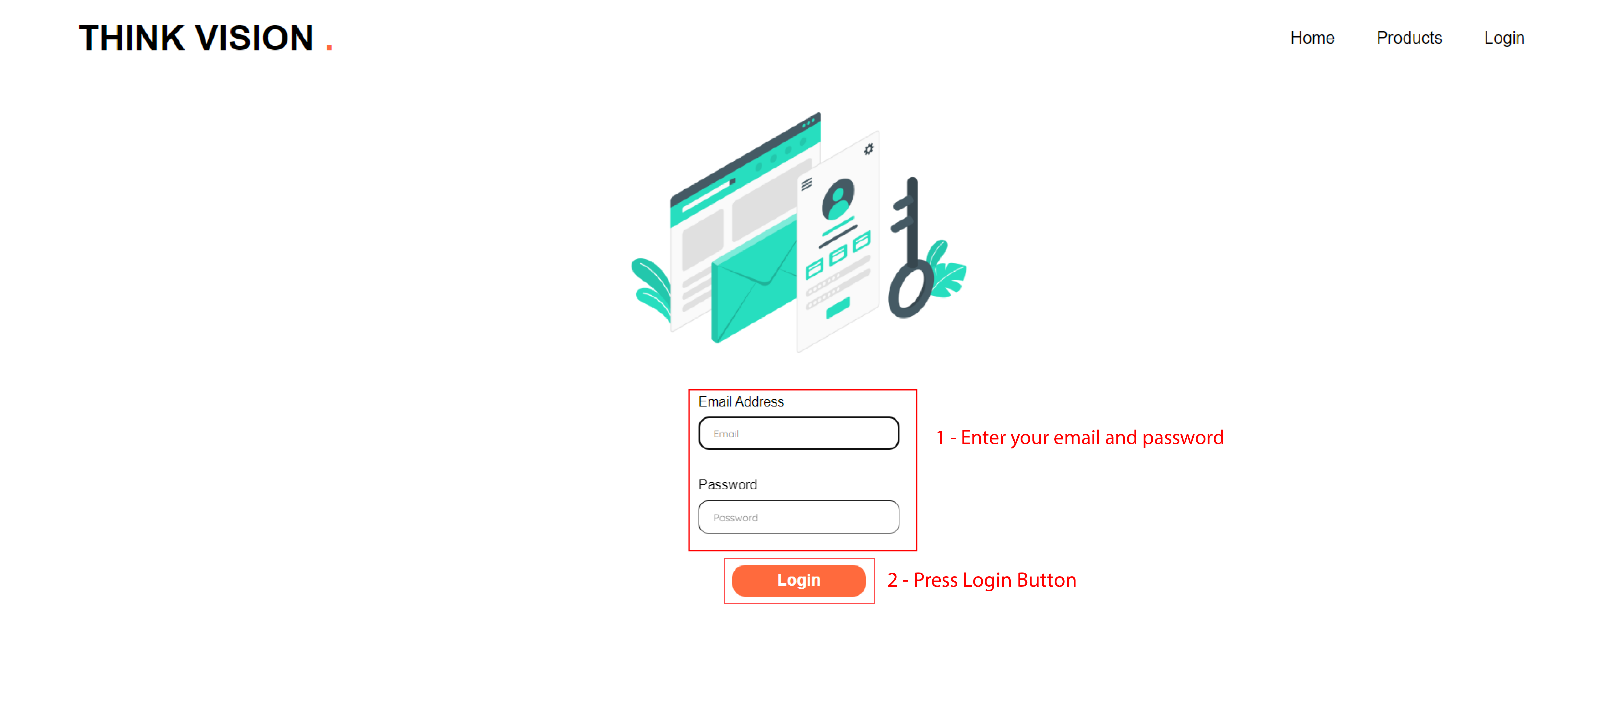 THINK VISION .
Home Products Login
Email Address
Email
1 - Enter your email and password
Password
Password
Login
2 - Press Login Button